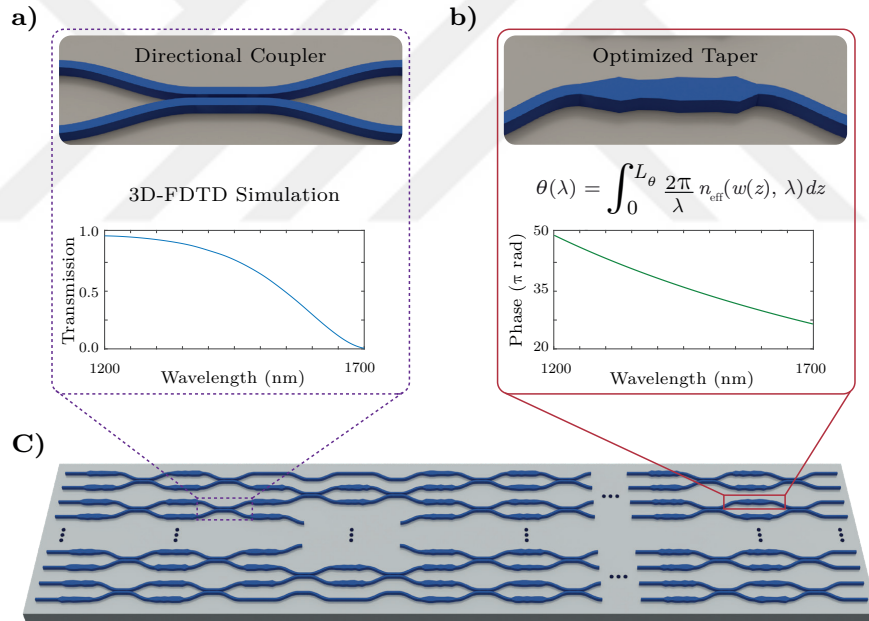 a)
Directional Coupler
3D-FDTD Simulation
1.0
0.5
0.0
Transmission
1200
1700
Wavelength (nm)
b)
Optimized Taper
θ(λ) = ∫₀^{L_θ} 2π/λ n_eff(w(z), λ)dz
50
35
20
Phase (π rad)
1200
1700
Wavelength (nm)
C)